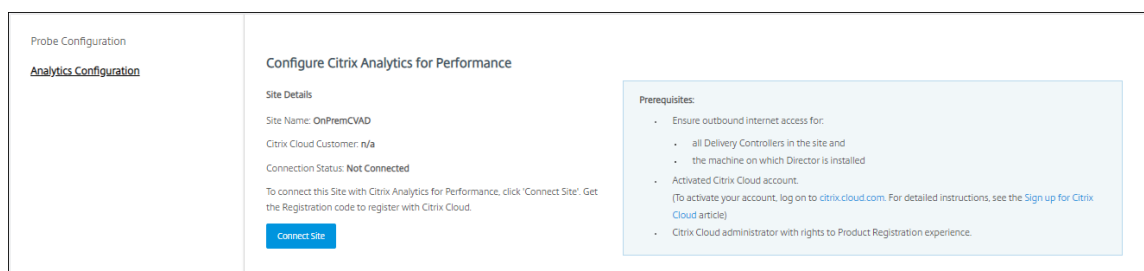 Probe Configuration
Analytics Configuration
Configure Citrix Analytics for Performance
Site Details
Site Name: OnPremCVAD
Citrix Cloud Customer: n/a
Connection Status: Not Connected
To connect this Site with Citrix Analytics for Performance, click 'Connect Site'. Get
the Registration code to register with Citrix Cloud.
Connect Site
Prerequisites:
• Ensure outbound internet access for:
• all Delivery Controllers in the site and
• the machine on which Director is installed
• Activated Citrix Cloud account.
(To activate your account, log on to citrix.cloud.com. For detailed instructions, see the Sign up for Citrix
Cloud article)
• Citrix Cloud administrator with rights to Product Registration experience.